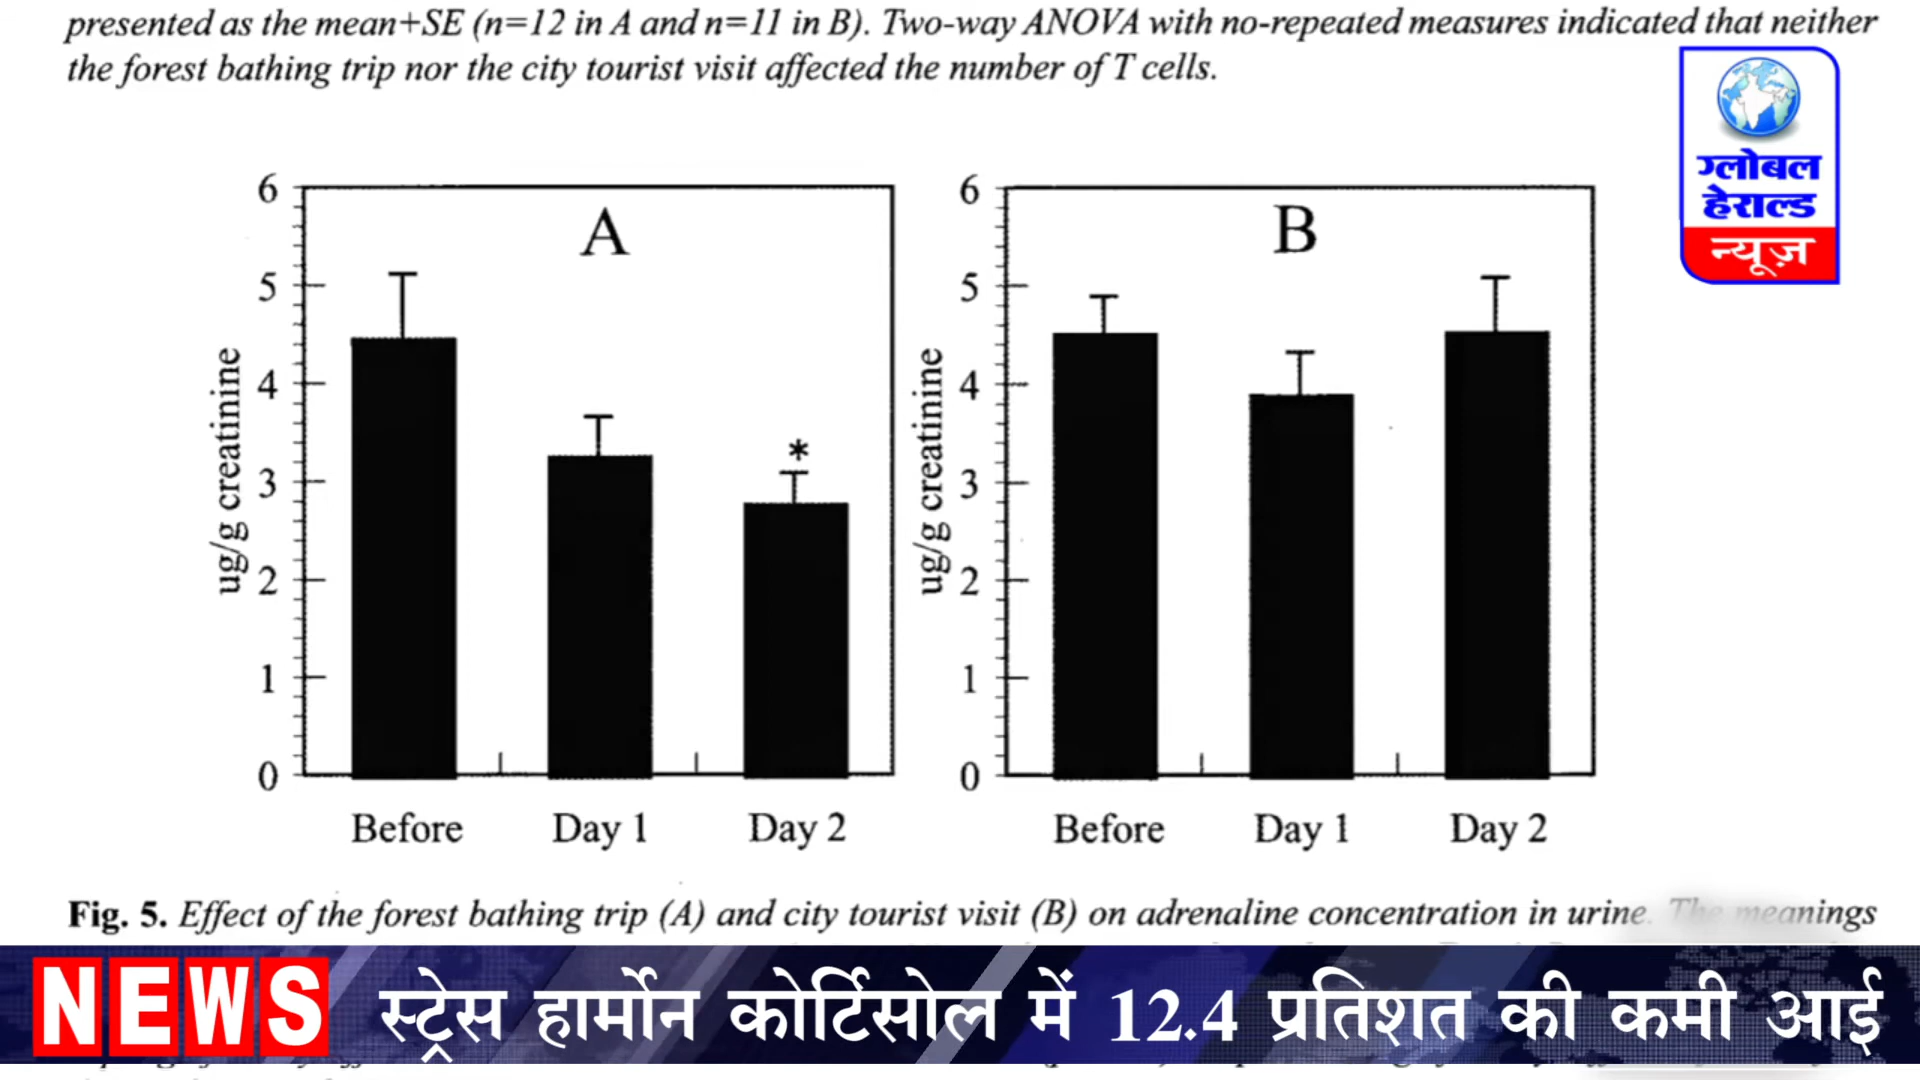 presented as the mean+SE (n=12 in A and n=11 in B). Two-way ANOVA with no-repeated measures indicated that neither
the forest bathing trip nor the city tourist visit affected the number of T cells.
ग्लोबल
हेराल्ड
न्यूज़
A
6
5
4
3
2
1
0
ug/g creatinine
Before Day 1 Day 2
*
B
6
5
4
3
2
1
0
ug/g creatinine
Before Day 1 Day 2
Fig. 5. Effect of the forest bathing trip (A) and city tourist visit (B) on adrenaline concentration in urine. The meanings
NEWS स्ट्रेस हार्मोन कोर्टिसोल में 12.4 प्रतिशत की कमी आई